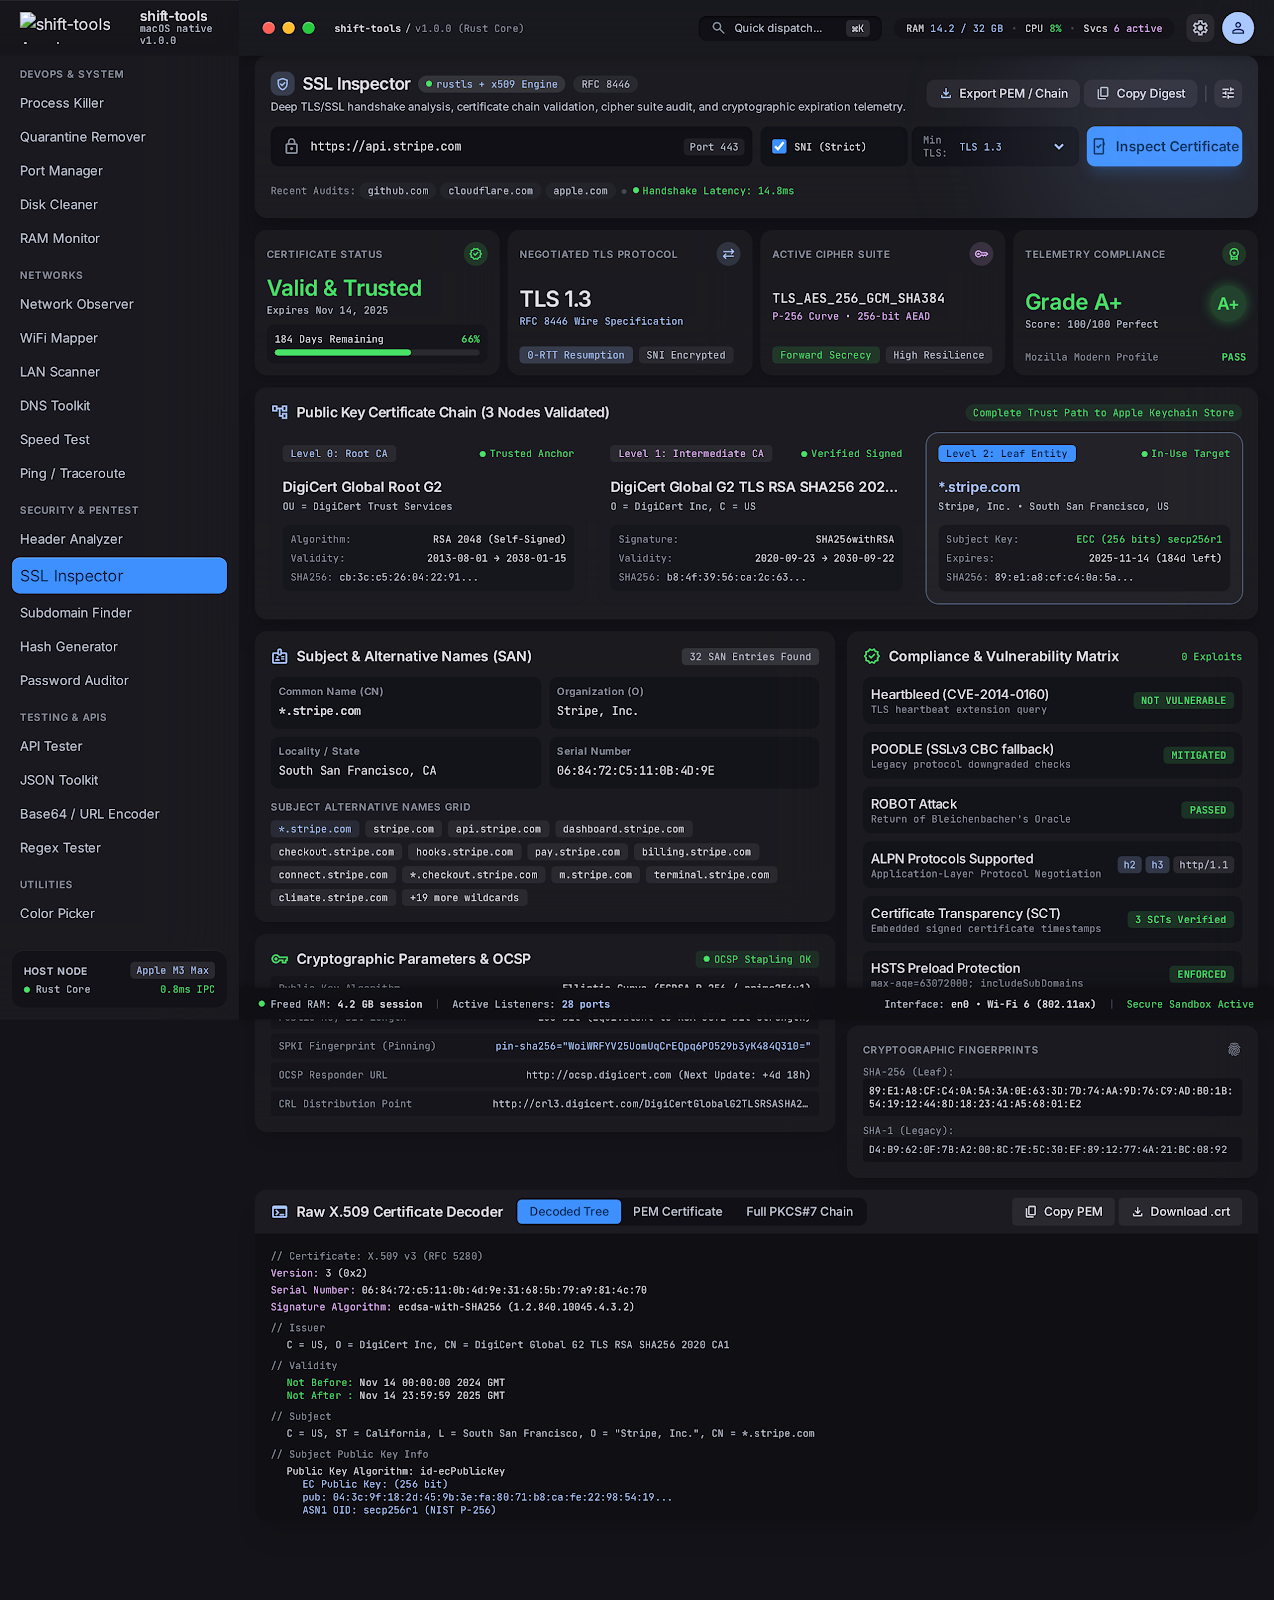 shift-tools
shift-tools
macOS native
v1.0.0
shift-tools / v1.0.0 (Rust Core)
Quick dispatch... ⌘K
RAM 14.2 / 32 GB · CPU 8% · Svcs 6 active
DEVOPS & SYSTEM
Process Killer
Quarantine Remover
Port Manager
Disk Cleaner
RAM Monitor
NETWORKS
Network Observer
WiFi Mapper
LAN Scanner
DNS Toolkit
Speed Test
Ping / Traceroute
SECURITY & PENTEST
Header Analyzer
SSL Inspector
Subdomain Finder
Hash Generator
Password Auditor
TESTING & APIS
API Tester
JSON Toolkit
Base64 / URL Encoder
Regex Tester
UTILITIES
Color Picker
HOST NODE Apple M3 Max
Rust Core 0.8ms IPC
SSL Inspector rustls + x509 Engine RFC 8446
Deep TLS/SSL handshake analysis, certificate chain validation, cipher suite audit, and cryptographic expiration telemetry.
Export PEM / Chain Copy Digest
https://api.stripe.com Port 443
SNI (Strict)
Min TLS: TLS 1.3
Inspect Certificate
Recent Audits: github.com cloudflare.com apple.com Handshake Latency: 14.8ms
CERTIFICATE STATUS
Valid & Trusted
Expires Nov 14, 2025
184 Days Remaining 66%
NEGOTIATED TLS PROTOCOL
TLS 1.3
RFC 8446 Wire Specification
0-RTT Resumption SNI Encrypted
ACTIVE CIPHER SUITE
TLS_AES_256_GCM_SHA384
P-256 Curve • 256-bit AEAD
Forward Secrecy High Resilience
TELEMETRY COMPLIANCE
Grade A+ A+
Score: 100/100 Perfect
Mozilla Modern Profile PASS
Public Key Certificate Chain (3 Nodes Validated) Complete Trust Path to Apple Keychain Store
Level 0: Root CA Trusted Anchor
DigiCert Global Root G2
OU = DigiCert Trust Services
Algorithm: RSA 2048 (Self-Signed)
Validity: 2013-08-01 → 2038-01-15
SHA256: cb:3c:c5:26:04:22:91...
Level 1: Intermediate CA Verified Signed
DigiCert Global G2 TLS RSA SHA256 202...
O = DigiCert Inc, C = US
Signature: SHA256withRSA
Validity: 2020-09-23 → 2030-09-22
SHA256: b8:4f:39:56:ca:2c:63...
Level 2: Leaf Entity In-Use Target
*.stripe.com
Stripe, Inc. • South San Francisco, US
Subject Key: ECC (256 bits) secp256r1
Expires: 2025-11-14 (184d left)
SHA256: 89:e1:a8:cf:c4:0a:5a...
Subject & Alternative Names (SAN) 32 SAN Entries Found
Common Name (CN)
*.stripe.com
Organization (O)
Stripe, Inc.
Locality / State
South San Francisco, CA
Serial Number
06:84:72:C5:11:0B:4D:9E
SUBJECT ALTERNATIVE NAMES GRID
*.stripe.com stripe.com api.stripe.com dashboard.stripe.com
checkout.stripe.com hooks.stripe.com pay.stripe.com billing.stripe.com
connect.stripe.com *.checkout.stripe.com m.stripe.com terminal.stripe.com
climate.stripe.com +19 more wildcards
Compliance & Vulnerability Matrix 0 Exploits
Heartbleed (CVE-2014-0160)
TLS heartbeat extension query
NOT VULNERABLE
POODLE (SSLv3 CBC fallback)
Legacy protocol downgraded checks
MITIGATED
ROBOT Attack
Return of Bleichenbacher's Oracle
PASSED
ALPN Protocols Supported
Application-Layer Protocol Negotiation
h2 h3 http/1.1
Certificate Transparency (SCT)
Embedded signed certificate timestamps
3 SCTs Verified
HSTS Preload Protection
max-age=63072000; includeSubDomains
ENFORCED
Cryptographic Parameters & OCSP OCSP Stapling OK
Freed RAM: 4.2 GB session | Active Listeners: 28 ports
Interface: en0 • Wi-Fi 6 (802.11ax) | Secure Sandbox Active
SPKI Fingerprint (Pinning) pin-sha256="WoiWRFYV25UomUqCrEQpq6PO529b3yK484Q310="
OCSP Responder URL http://ocsp.digicert.com (Next Update: +4d 18h)
CRL Distribution Point http://crl3.digicert.com/DigiCertGlobalG2TLSRSASHA2…
CRYPTOGRAPHIC FINGERPRINTS
SHA-256 (Leaf):
89:E1:A8:CF:C4:0A:5A:3A:0E:63:3D:7D:74:AA:9D:76:C9:AD:B0:1B:
54:19:12:44:8D:18:23:41:A5:68:01:E2
SHA-1 (Legacy):
D4:B9:62:0F:7B:A2:00:8C:7E:5C:30:EF:89:12:77:4A:21:BC:08:92
Raw X.509 Certificate Decoder Decoded Tree PEM Certificate Full PKCS#7 Chain Copy PEM Download .crt
// Certificate: X.509 v3 (RFC 5280)
Version: 3 (0x2)
Serial Number: 06:84:72:c5:11:0b:4d:9e:31:68:5b:79:a9:81:4c:70
Signature Algorithm: ecdsa-with-SHA256 (1.2.840.10045.4.3.2)
// Issuer
C = US, O = DigiCert Inc, CN = DigiCert Global G2 TLS RSA SHA256 2020 CA1
// Validity
Not Before: Nov 14 00:00:00 2024 GMT
Not After : Nov 14 23:59:59 2025 GMT
// Subject
C = US, ST = California, L = South San Francisco, O = "Stripe, Inc.", CN = *.stripe.com
// Subject Public Key Info
Public Key Algorithm: id-ecPublicKey
EC Public Key: (256 bit)
pub: 04:3c:9f:18:2d:45:9b:3e:fa:80:71:b8:ca:fe:22:98:54:19...
ASN1 OID: secp256r1 (NIST P-256)